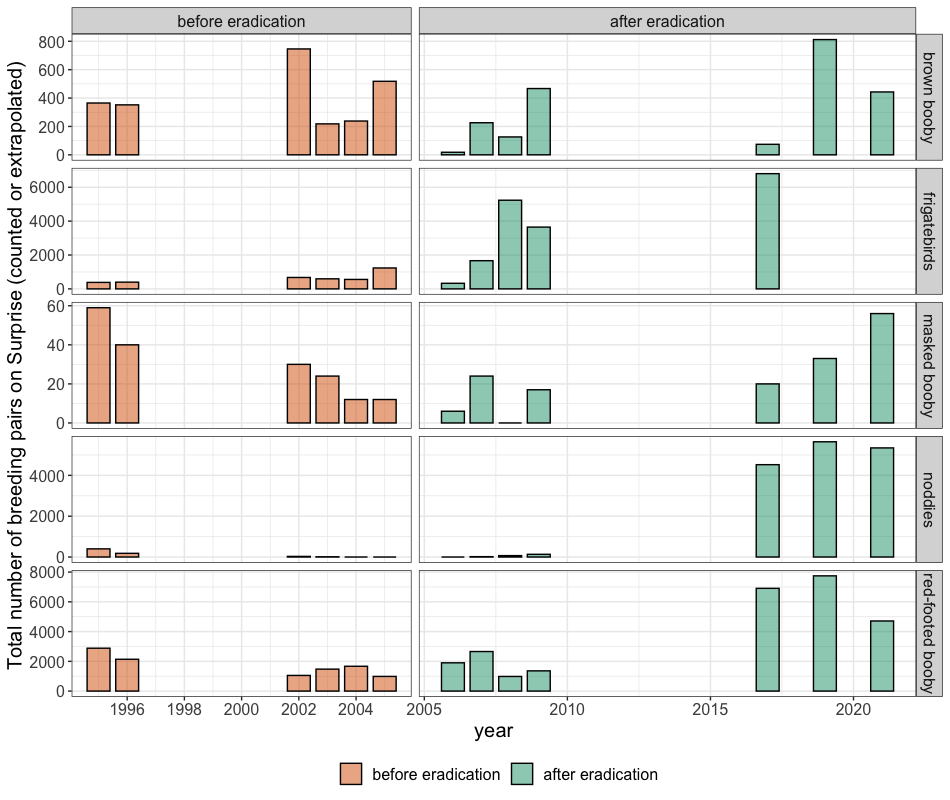 before eradication
after eradication
Total number of breeding pairs on Surprise (counted or extrapolated)
800
600
400
200
0
brown booby
6000
4000
2000
0
frigatebirds
60
40
20
0
masked booby
4000
2000
0
noddies
8000
6000
4000
2000
0
red-footed booby
1996 1998 2000 2002 2004
2005 2010 2015 2020
year
before eradication
after eradication